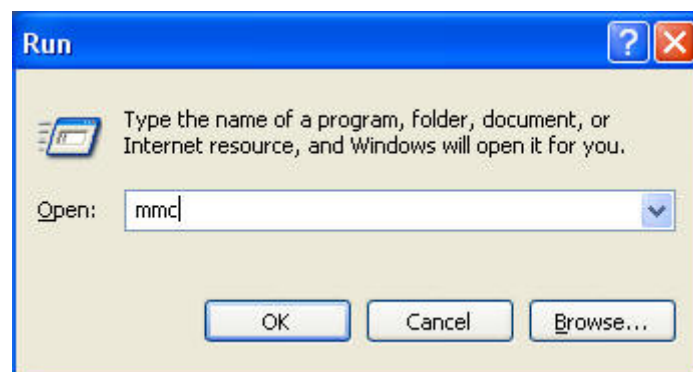 Run
Type the name of a program, folder, document, or
Internet resource, and Windows will open it for you.
Open: mmc
OK Cancel Browse...